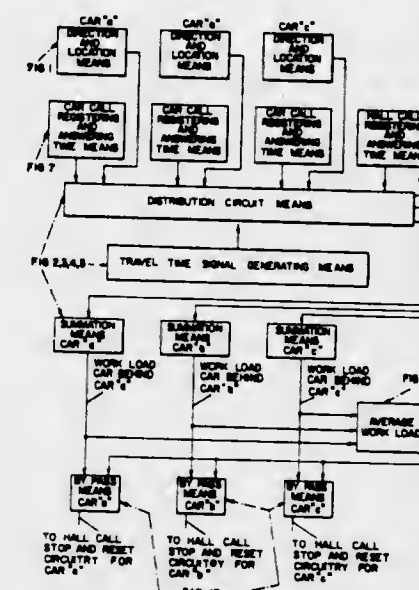 CAR "a"
CAR "b"
CAR "c"
DIRECTION
AND
LOCATION
MEANS
DIRECTION
AND
LOCATION
MEANS
DIRECTION
AND
LOCATION
MEANS
FIG 1
CAR CALL
REGISTERING
AND
ANSWERING
TIME MEANS
CAR CALL
REGISTERING
AND
ANSWERING
TIME MEANS
CAR CALL
REGISTERING
AND
ANSWERING
TIME MEANS
HALL CALL
REGISTERING
AND
ANSWERING
TIME MEANS
FIG 7
DISTRIBUTION CIRCUIT MEANS
FIG 2,3,4,5
TRAVEL TIME SIGNAL GENERATING MEANS
SUMMATION
MEANS
CAR "a"
SUMMATION
MEANS
CAR "b"
SUMMATION
MEANS
CAR "c"
WORK LOAD
CAR BEHIND
CAR "a"
WORK LOAD
CAR BEHIND
CAR "b"
WORK LOAD
CAR BEHIND
CAR "c"
FIG
AVERAGE
WORK LOAD
BY PASS
MEANS
CAR "a"
BY PASS
MEANS
CAR "b"
BY PASS
MEANS
CAR "c"
TO HALL CALL
STOP AND RESET
CIRCUITRY FOR
CAR "a"
TO HALL CALL
STOP AND RESET
CIRCUITRY FOR
CAR "b"
TO HALL CALL
STOP AND RESET
CIRCUITRY FOR
CAR "c"